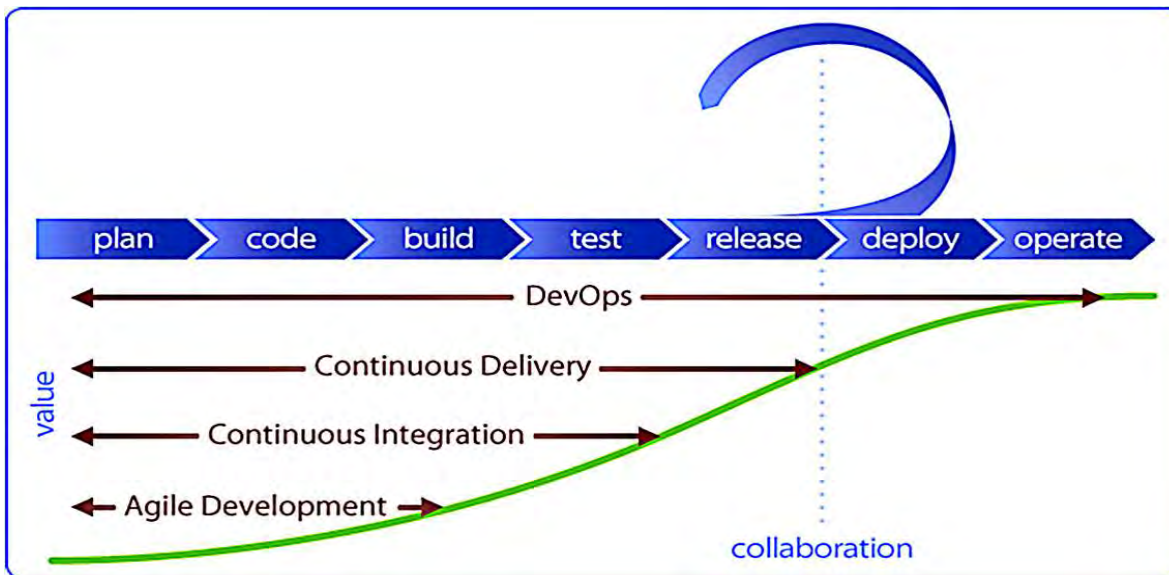 plan code build test release deploy operate
DevOps
Continuous Delivery
value
Continuous Integration
Agile Development
collaboration